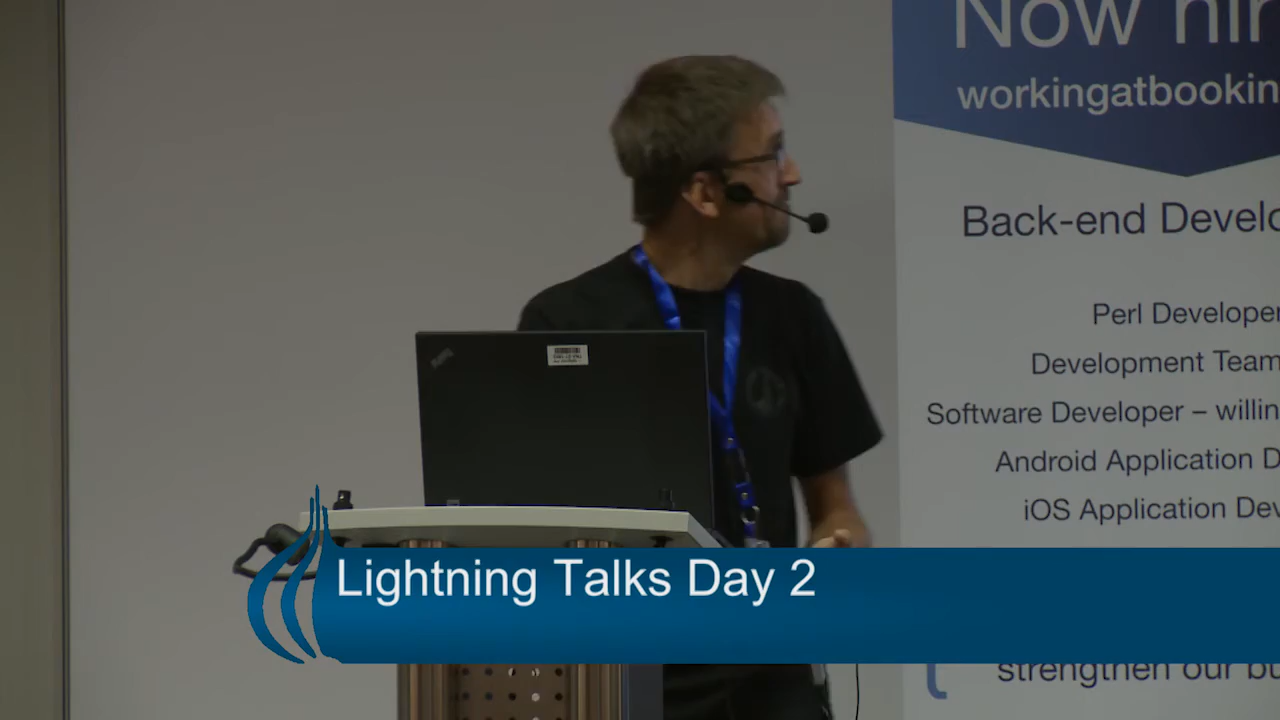 Now hir
workingatbookin
Back-end Develo
Perl Developer
Development Team
Software Developer – willin
Android Application D
iOS Application Dev
Lightning Talks Day 2
strengthen our bu